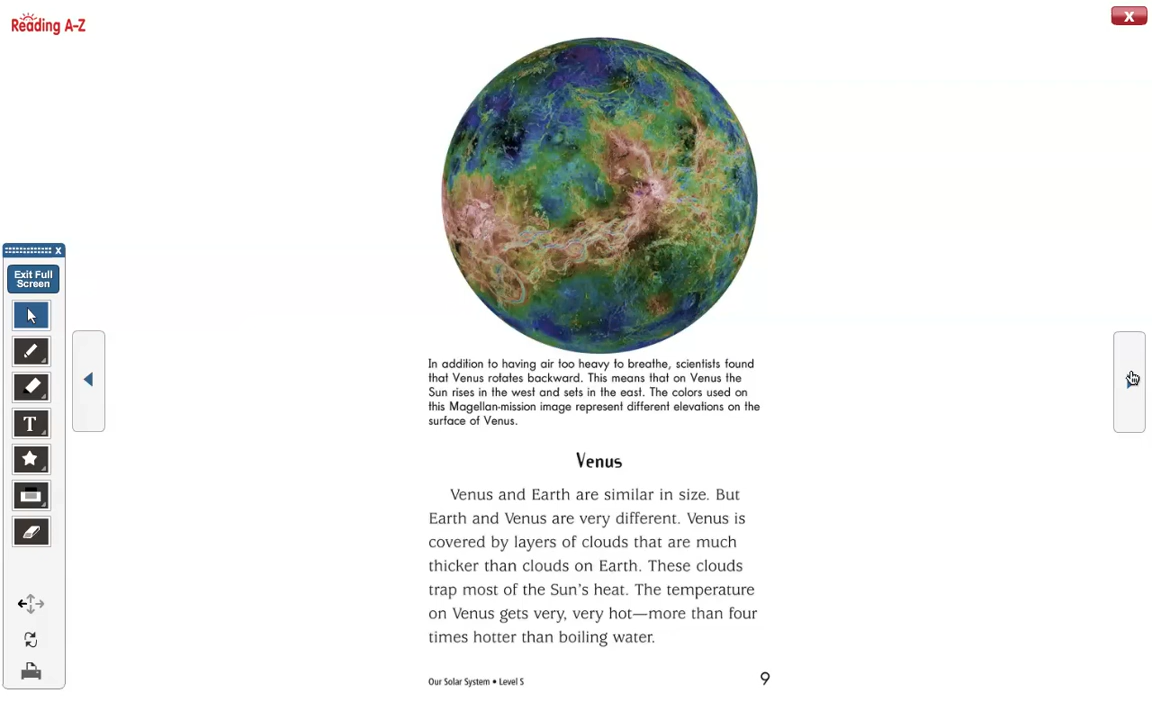 Reading A-Z
X
x
Exit Full
Screen
T
In addition to having air too heavy to breathe, scientists found
that Venus rotates backward. This means that on Venus the
Sun rises in the west and sets in the east. The colors used on
this Magellan-mission image represent different elevations on the
surface of Venus.
Venus
Venus and Earth are similar in size. But
Earth and Venus are very different. Venus is
covered by layers of clouds that are much
thicker than clouds on Earth. These clouds
trap most of the Sun's heat. The temperature
on Venus gets very, very hot—more than four
times hotter than boiling water.
Our Solar System • Level S
9